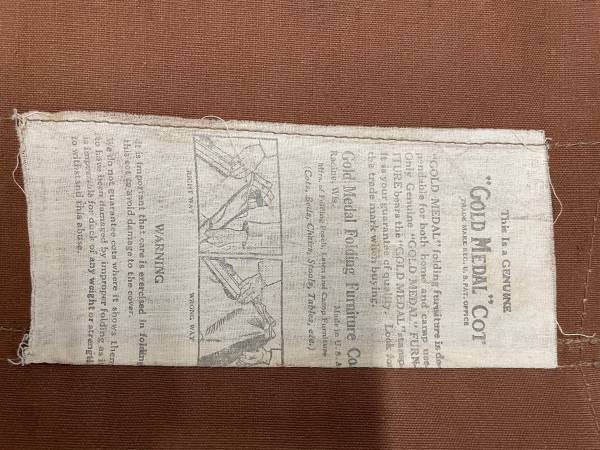 This Is a GENUINE
"GOLD MEDAL" COT
TRADE MARK REG. U. S. PAT. OFFICE
"GOLD MEDAL" folding furniture is de-
pendable for both home and camp use.
Only Genuine "GOLD MEDAL" FURN-
ITURE bears the "GOLD MEDAL" stamp.
It is your guarantee of quality. Look for
the trade mark when buying.
Gold Medal Folding Furniture Co
Racine, Wis. Made in U. S. A
Mfrs. of Home, Beach, Lawn and Camp Furniture
(Cots, Beds, Chairs, Stools, Tables, etc.)
RIGHT WAY WRONG WAY
WARNING
It is important that care is exercised in folding
this cot to avoid damage to the cover.
We do not guarantee cots where it shows them
to have been damaged by improper folding as it
is impossible for duck of any weight or strength
to withstand this abuse.